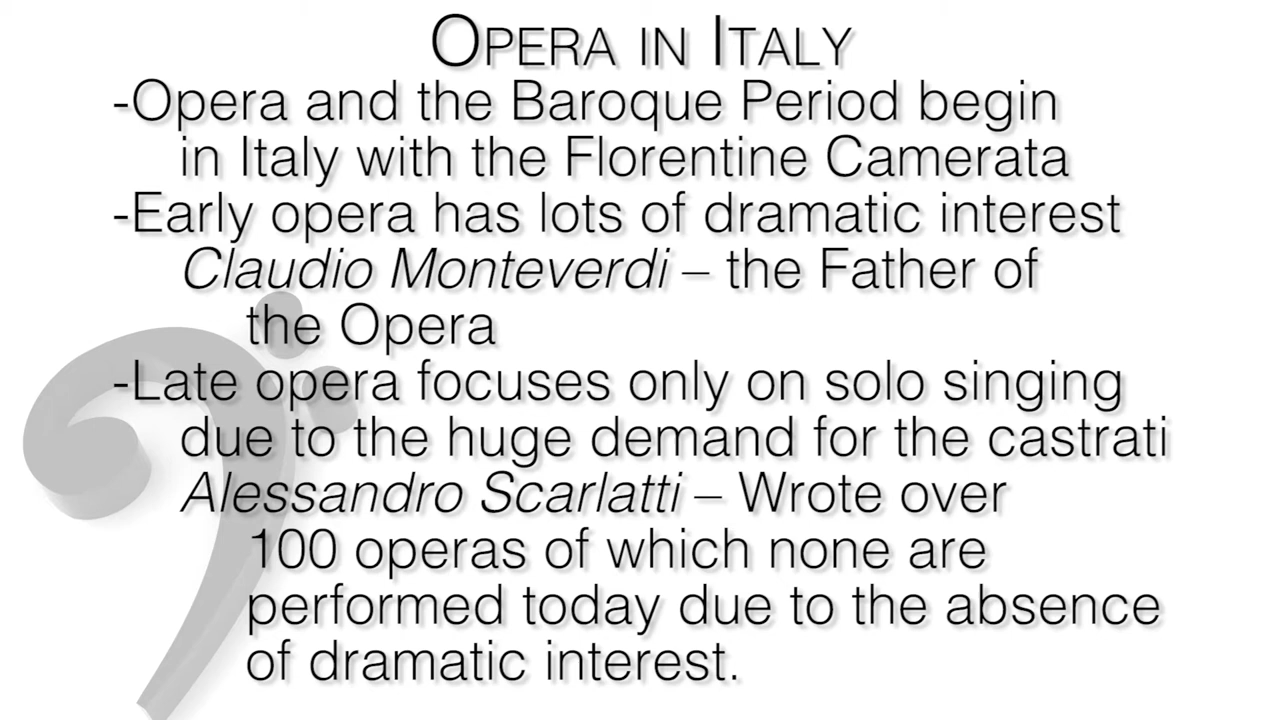 OPERA IN ITALY
-Opera and the Baroque Period begin
in Italy with the Florentine Camerata
-Early opera has lots of dramatic interest
Claudio Monteverdi – the Father of
the Opera
-Late opera focuses only on solo singing
due to the huge demand for the castrati
Alessandro Scarlatti – Wrote over
100 operas of which none are
performed today due to the absence
of dramatic interest.